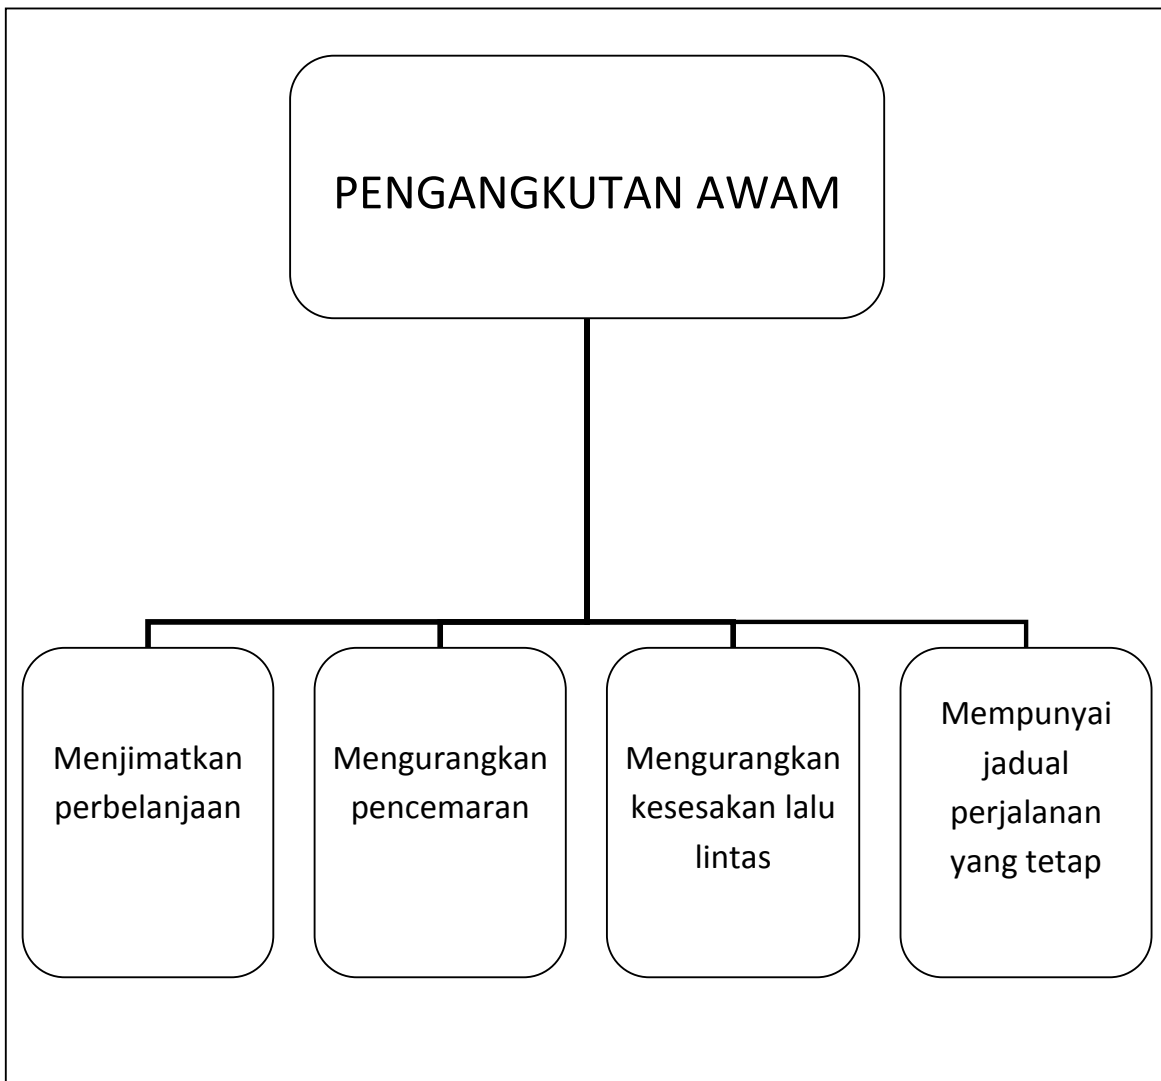 PENGANGKUTAN AWAM
Menjimatkan
perbelanjaan
Mengurangkan
pencemaran
Mengurangkan
kesesakan lalu
lintas
Mempunyai
jadual
perjalanan
yang tetap